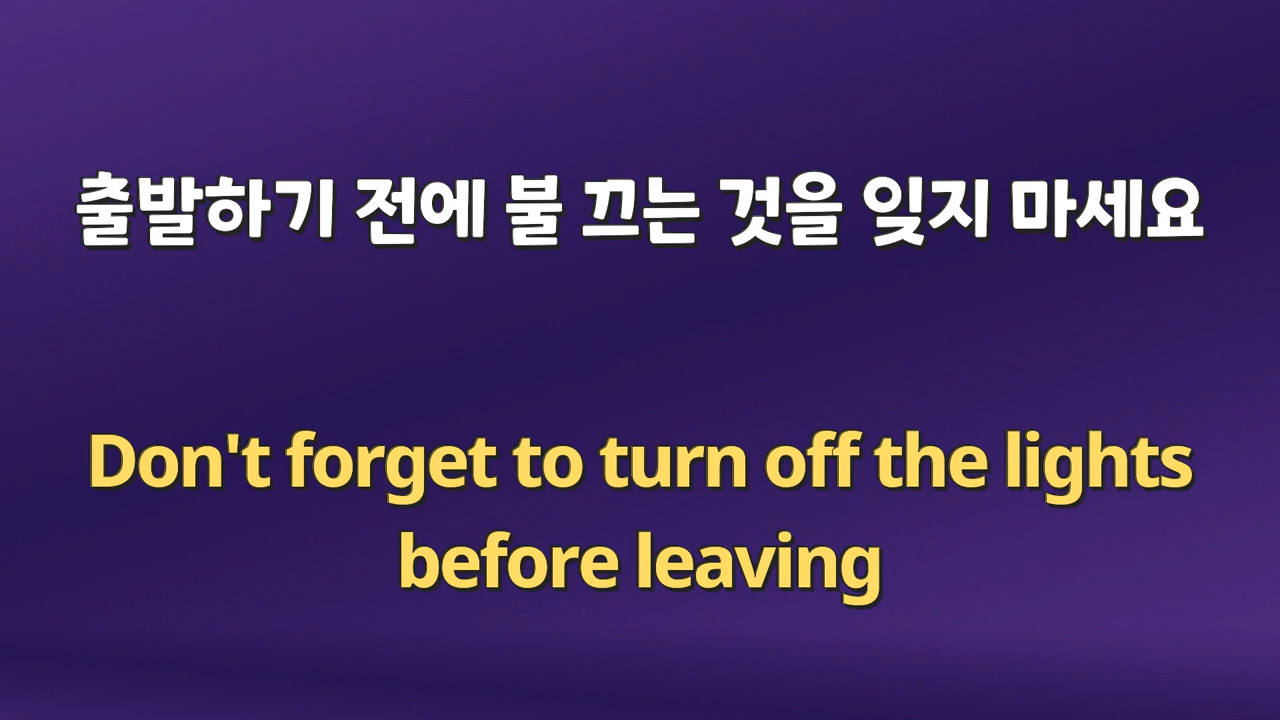 출발하기 전에 불 끄는 것을 잊지 마세요
Don't forget to turn off the lights
before leaving